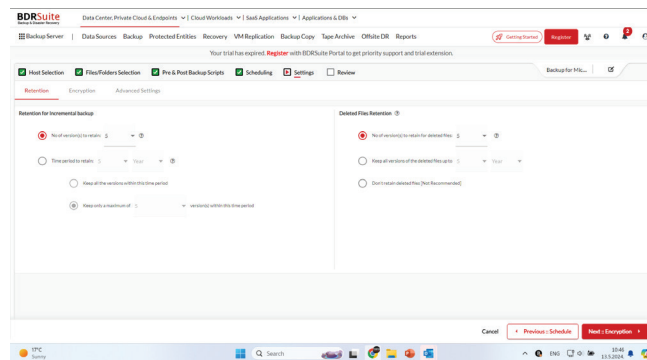 BDRSuite
Backup & Disaster Recovery
Data Center, Private Cloud & Endpoints | Cloud Workloads | SaaS Applications | Applications & DBs
Backup Server | Data Sources Backup Protected Entities Recovery VM Replication Backup Copy Tape Archive Offsite DR Reports
Getting Started Register 2
Your trial has expired. Register with BDRSuite Portal to get priority support and trial extension.
Host Selection Files/Folders Selection Pre & Post Backup Scripts Scheduling Settings Review Backup for Mic...
Retention Encryption Advanced Settings
Retention for Incremental backup
No of version(s) to retain: 5
Time period to retain: 5 Year
Keep all the versions within this time period
Keep only a maximum of 5 version(s) within this time period
Deleted Files Retention
No of version(s) to retain for deleted files: 5
Keep all versions of the deleted files up to 5 Year
Don't retain deleted files [Not Recommended]
Cancel Previous :: Schedule Next :: Encryption
17°C
Sunny
Search
ENG
10:46
13.5.2024.